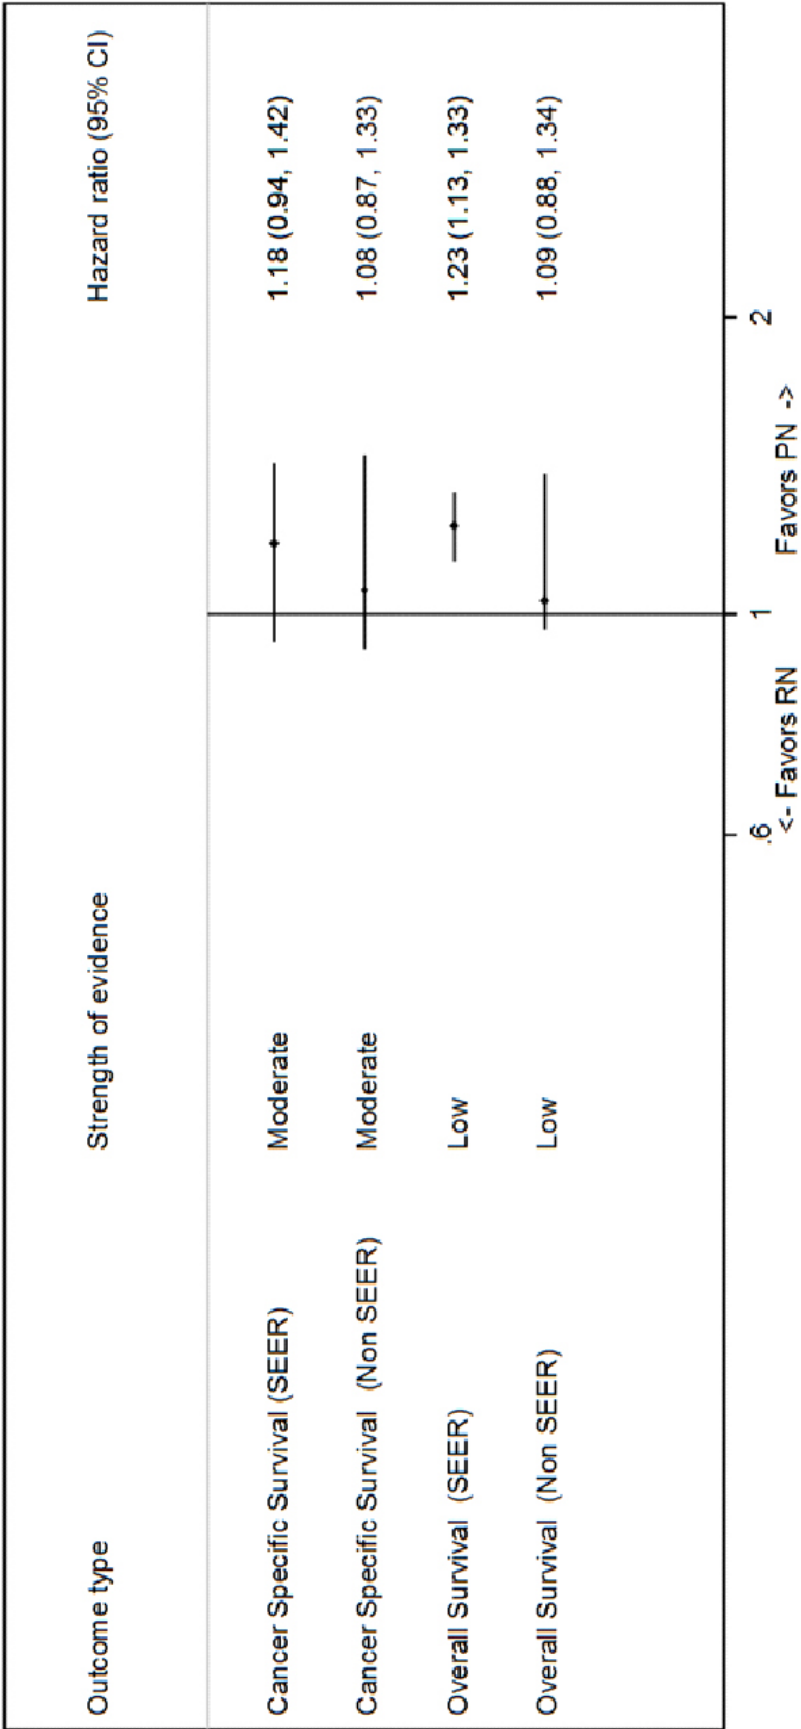 Outcome type Strength of evidence Hazard ratio (95% CI)
Cancer Specific Survival (SEER) Moderate 1.18 (0.94, 1.42)
Cancer Specific Survival (Non SEER) Moderate 1.08 (0.87, 1.33)
Overall Survival (SEER) Low 1.23 (1.13, 1.33)
Overall Survival (Non SEER) Low 1.09 (0.88, 1.34)
.6 1 2
<- Favors RN Favors PN ->